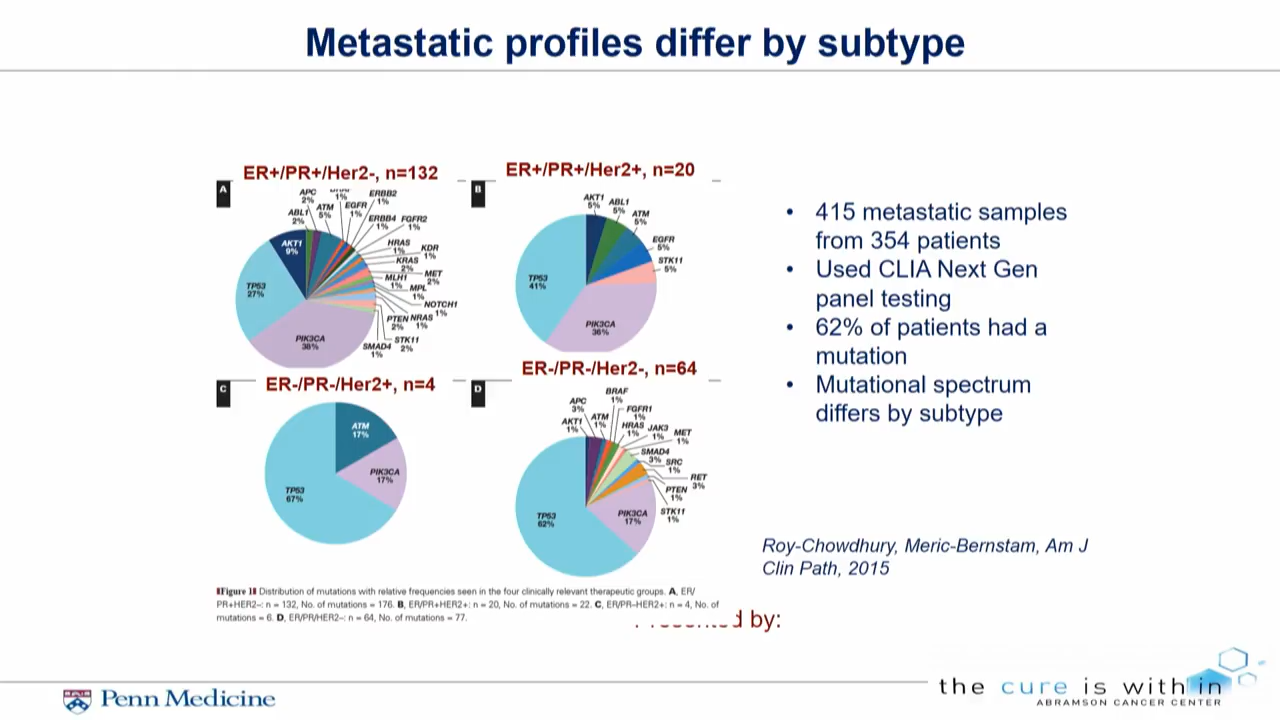 Metastatic profiles differ by subtype
ER+/PR+/Her2-, n=132
A
APC
2%
1%
ERBB2
1%
ABL1
2%
ATM
5%
EGFR
1%
ERBB4
1%
FGFR2
1%
AKT1
9%
HRAS
1%
KDR
1%
KRAS
2%
MET
2%
MLH1
1%
MPL
1%
NOTCH1
1%
PTEN
2%
NRAS
1%
STK11
2%
SMAD4
1%
TP53
27%
PIK3CA
38%
ER+/PR+/Her2+, n=20
B
AKT1
5%
ABL1
5%
ATM
5%
EGFR
5%
STK11
5%
TP53
41%
PIK3CA
36%
ER-/PR-/Her2+, n=4
C
ATM
17%
PIK3CA
17%
TP53
67%
ER-/PR-/Her2-, n=64
D
BRAF
1%
APC
3%
FGFR1
1%
AKT1
1%
ATM
1%
HRAS
1%
JAK3
1%
MET
1%
SMAD4
3%
SRC
1%
RET
3%
PTEN
1%
STK11
1%
PIK3CA
17%
TP53
62%
• 415 metastatic samples
from 354 patients
• Used CLIA Next Gen
panel testing
• 62% of patients had a
mutation
• Mutational spectrum
differs by subtype
Roy-Chowdhury, Meric-Bernstam, Am J
Clin Path, 2015
Figure 1 Distribution of mutations with relative frequencies seen in the four clinically relevant therapeutic groups. A, ER/
PR+HER2–: n = 132, No. of mutations = 176. B, ER/PR+HER2+: n = 20, No. of mutations = 22. C, ER/PR–HER2+: n = 4, No. of
mutations = 6. D, ER/PR/HER2–: n = 64, No. of mutations = 77.
by:
Penn Medicine
the cure is within
ABRAMSON CANCER CENTER